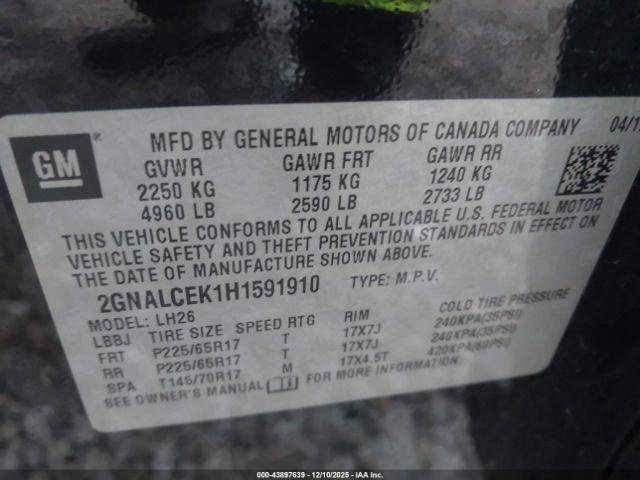 GM
MFD BY GENERAL MOTORS OF CANADA COMPANY 04/1
GVWR GAWR FRT GAWR RR
2250 KG 1175 KG 1240 KG
4960 LB 2590 LB 2733 LB
THIS VEHICLE CONFORMS TO ALL APPLICABLE U.S. FEDERAL MOTOR
VEHICLE SAFETY AND THEFT PREVENTION STANDARDS IN EFFECT ON
THE DATE OF MANUFACTURE SHOWN ABOVE.
2GNALCEK1H1591910 TYPE: M.P.V.
MODEL: LH26
LBBJ TIRE SIZE SPEED RTG RIM COLD TIRE PRESSURE
FRT P225/65R17 T 17X7J 240KPA(35PSI)
RR P225/65R17 T 17X7J 240KPA(35PSI)
SPA T145/70R17 M 17X4.5T 420KPA(60PSI)
SEE OWNER'S MANUAL FOR MORE INFORMATION.
000-43897639 - 12/10/2025 - IAAI.COM